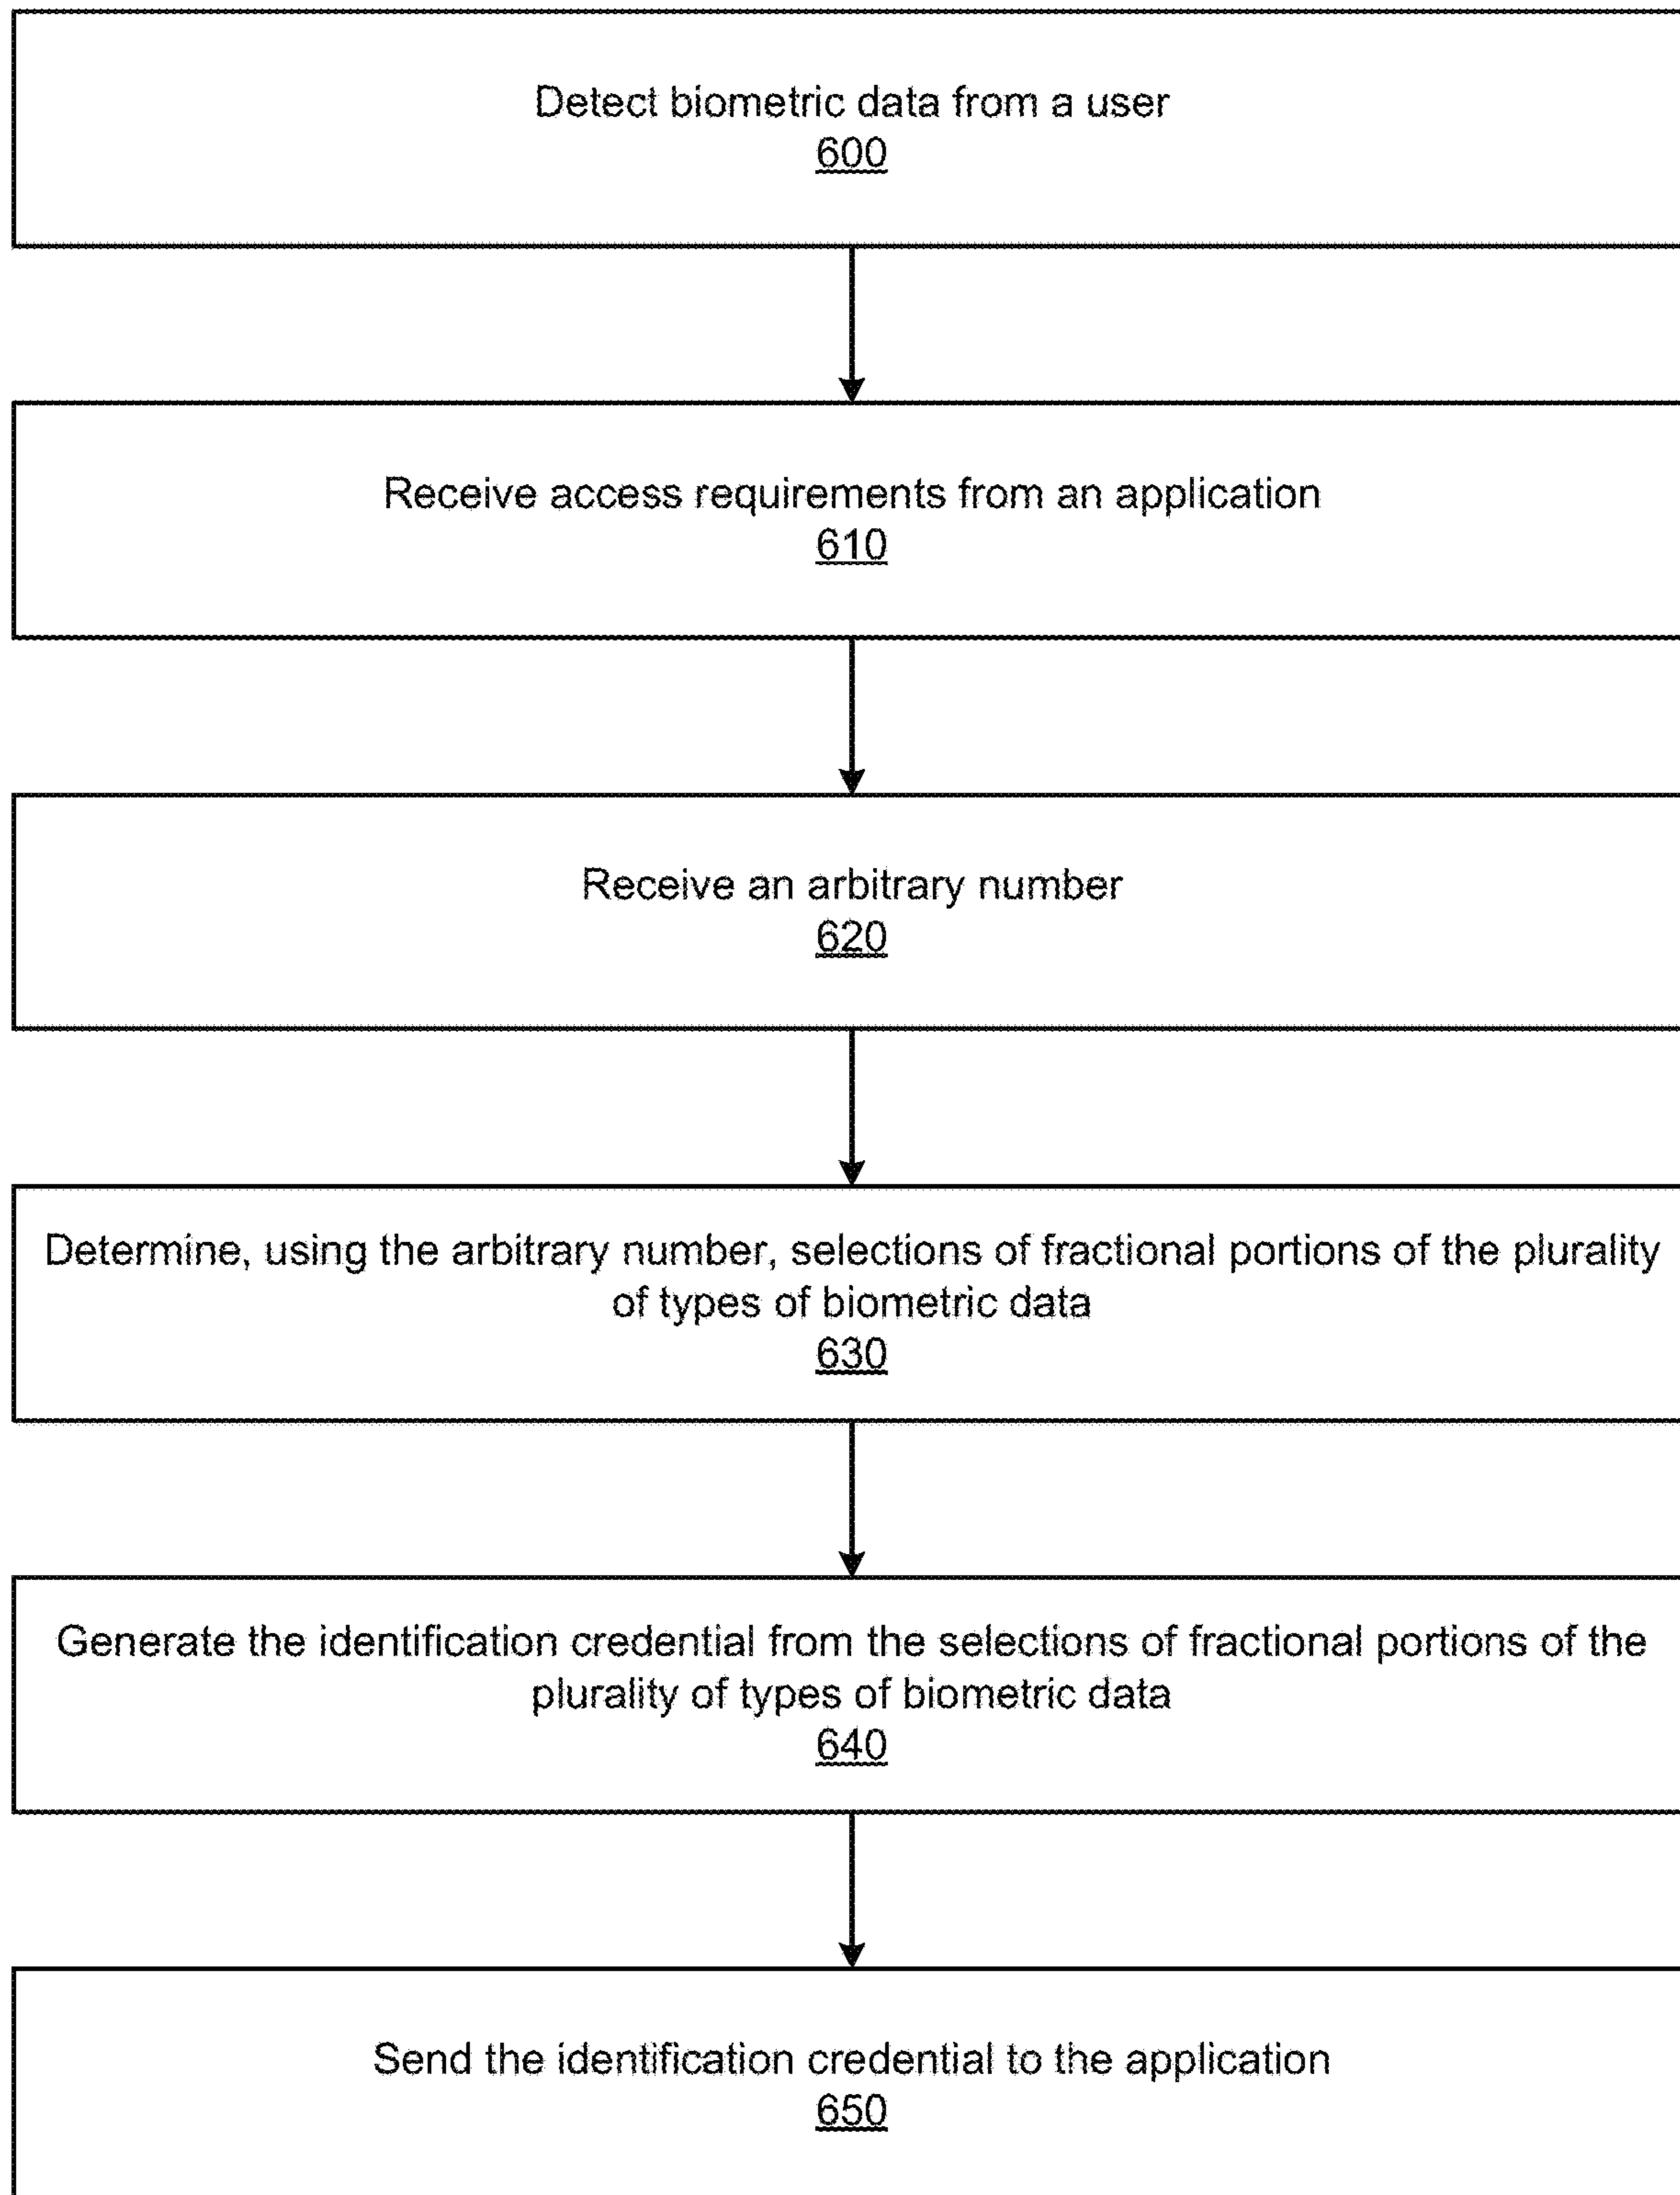 Detect biometric data from a user
600
Receive access requirements from an application
610
Receive an arbitrary number
620
Determine, using the arbitrary number, selections of fractional portions of the plurality
of types of biometric data
630
Generate the identification credential from the selections of fractional portions of the
plurality of types of biometric data
640
Send the identification credential to the application
650